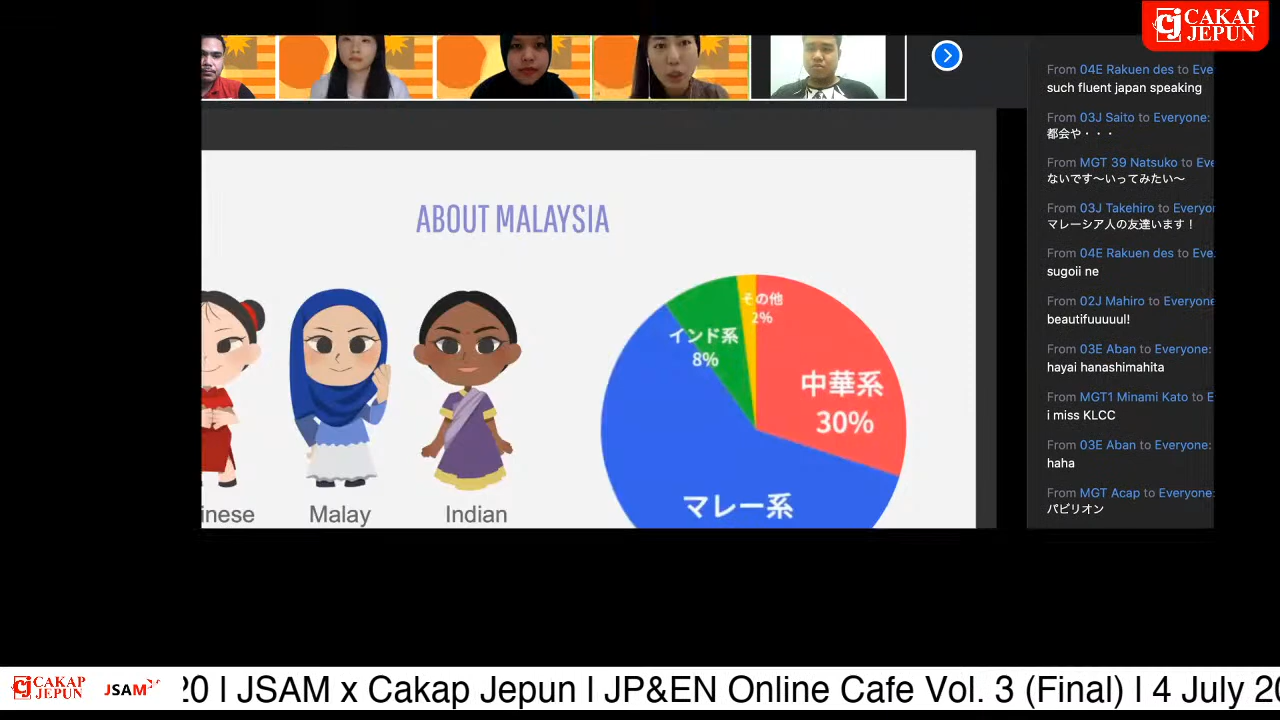 CAKAP
JEPUN
From 04E Rakuen des to Eve
such fluent japan speaking
From 03J Saito to Everyone:
都会や・・・
From MGT 39 Natsuko to Eve
ないです〜いってみたい〜
From 03J Takehiro to Everyo
マレーシア人の友達います！
From 04E Rakuen des to Eve.
sugoii ne
From 02J Mahiro to Everyone
beautifuuuuul!
From 03E Aban to Everyone:
hayai hanashimahita
From MGT1 Minami Kato to E
i miss KLCC
From 03E Aban to Everyone:
haha
From MGT Acap to Everyone:
パビリオン
ABOUT MALAYSIA
その他
2%
インド系
8%
中華系
30%
マレー系
inese
Malay
Indian
CAKAP
JEPUN
JSAM
20 I JSAM x Cakap Jepun I JP&EN Online Cafe Vol. 3 (Final) I 4 July 20